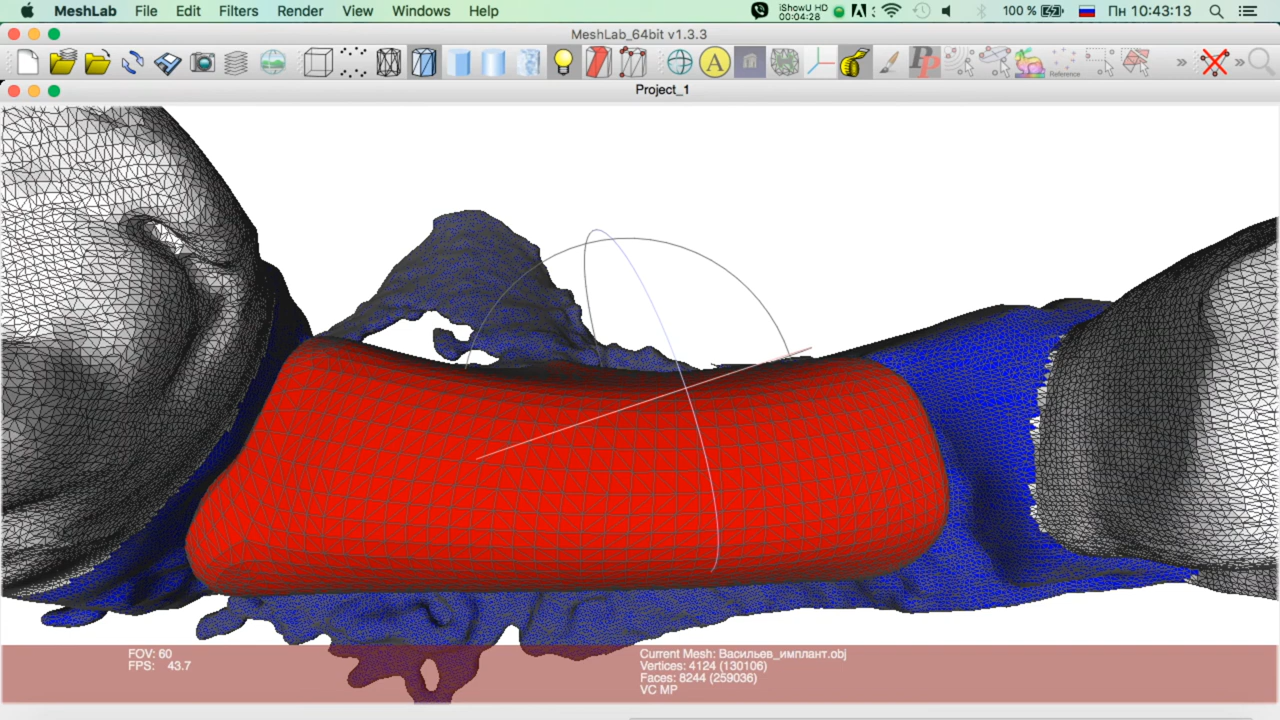 MeshLab File Edit Filters Render View Windows Help iShowU HD 00:04:28 100 % Пн 10:43:13
MeshLab_64bit v1.3.3
A PP Reference » »
Project_1
FOV: 60
FPS: 43.7
Current Mesh: Васильев_имплант.obj
Vertices: 4124 (130106)
Faces: 8244 (259036)
VC MP